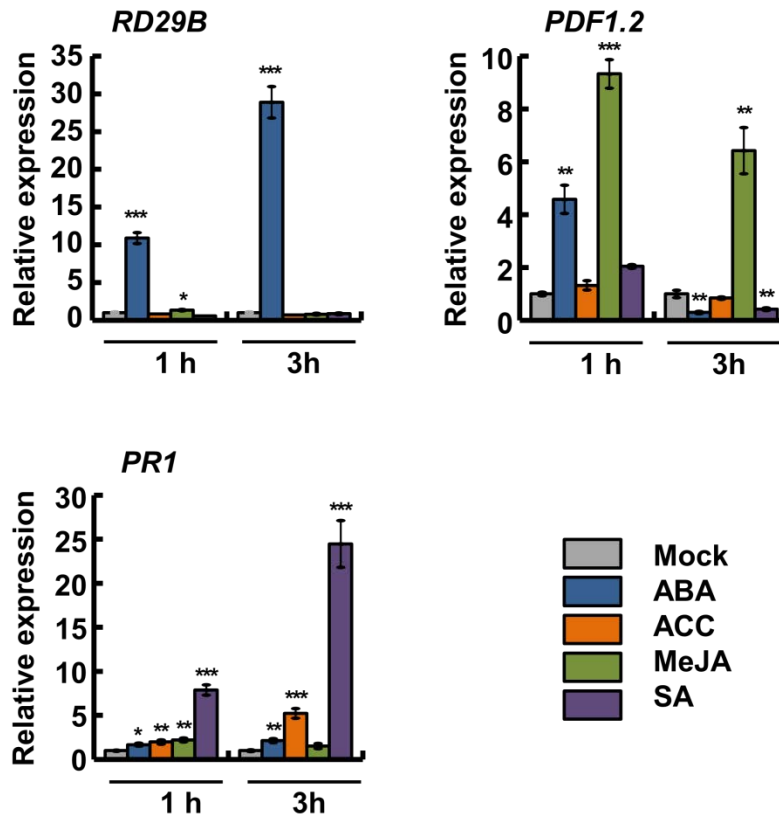 RD29B
Relative expression
35
30
25
20
15
10
5
0
***
*
***
1 h
3h
PDF1.2
Relative expression
10
8
6
4
2
0
**
***
**
**
**
1 h
3h
PR1
Relative expression
30
25
20
15
10
5
0
*
**
**
***
**
***
***
1 h
3h
Mock
ABA
ACC
MeJA
SA